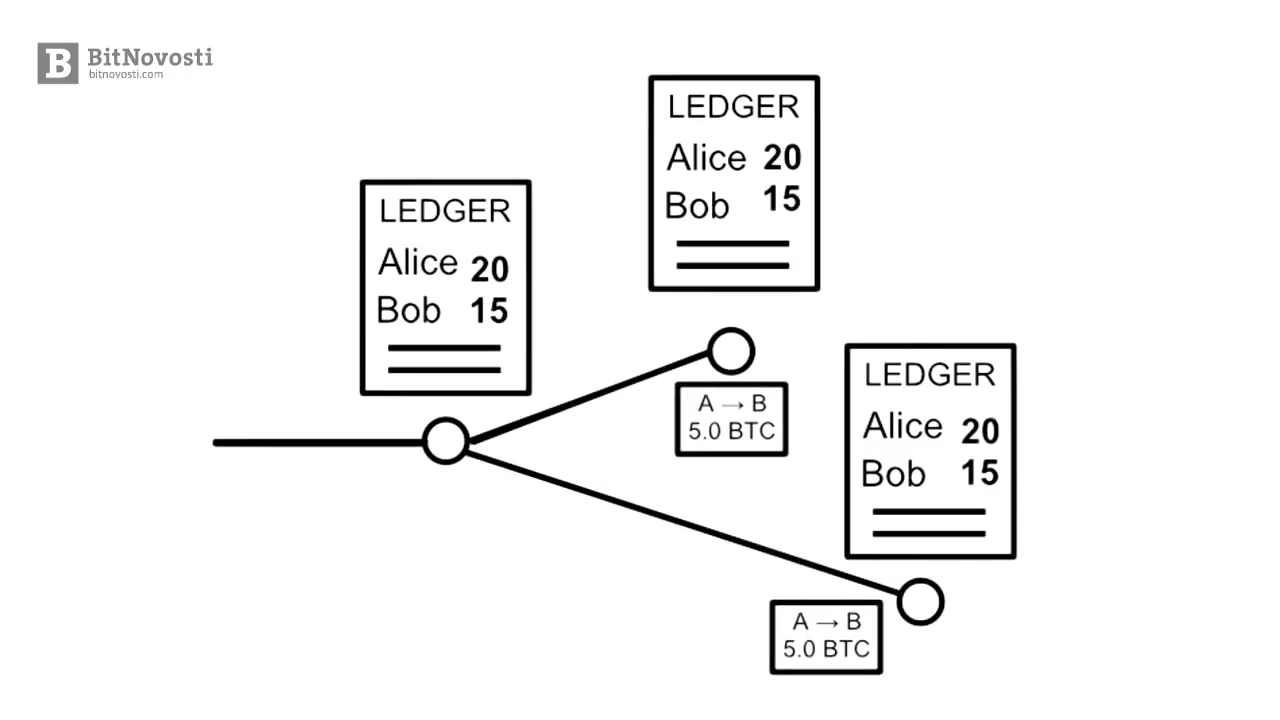 BitNovosti
bitnovosti.com
LEDGER
Alice 20
Bob 15
LEDGER
Alice 20
Bob 15
A → B
5.0 BTC
LEDGER
Alice 20
Bob 15
A → B
5.0 BTC